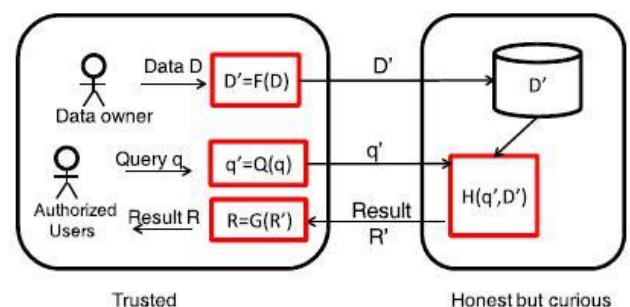 Data D
D'=F(D)
D'
D'
Data owner
Query q
q'=Q(q)
q'
H(q',D')
Authorized
Users
Result R
R=G(R')
Result
R'
Trusted
Honest but curious